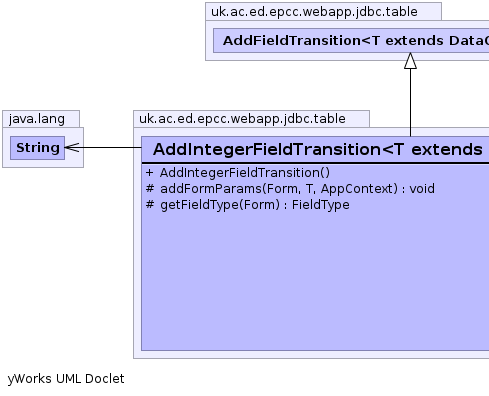 uk.ac.ed.epcc.webapp.jdbc.table
AddFieldTransition<T extends Data
java.lang
String
uk.ac.ed.epcc.webapp.jdbc.table
AddIntegerFieldTransition<T extends
+ AddIntegerFieldTransition()
# addFormParams(Form, T, AppContext) : void
# getFieldType(Form) : FieldType
yWorks UML Doclet